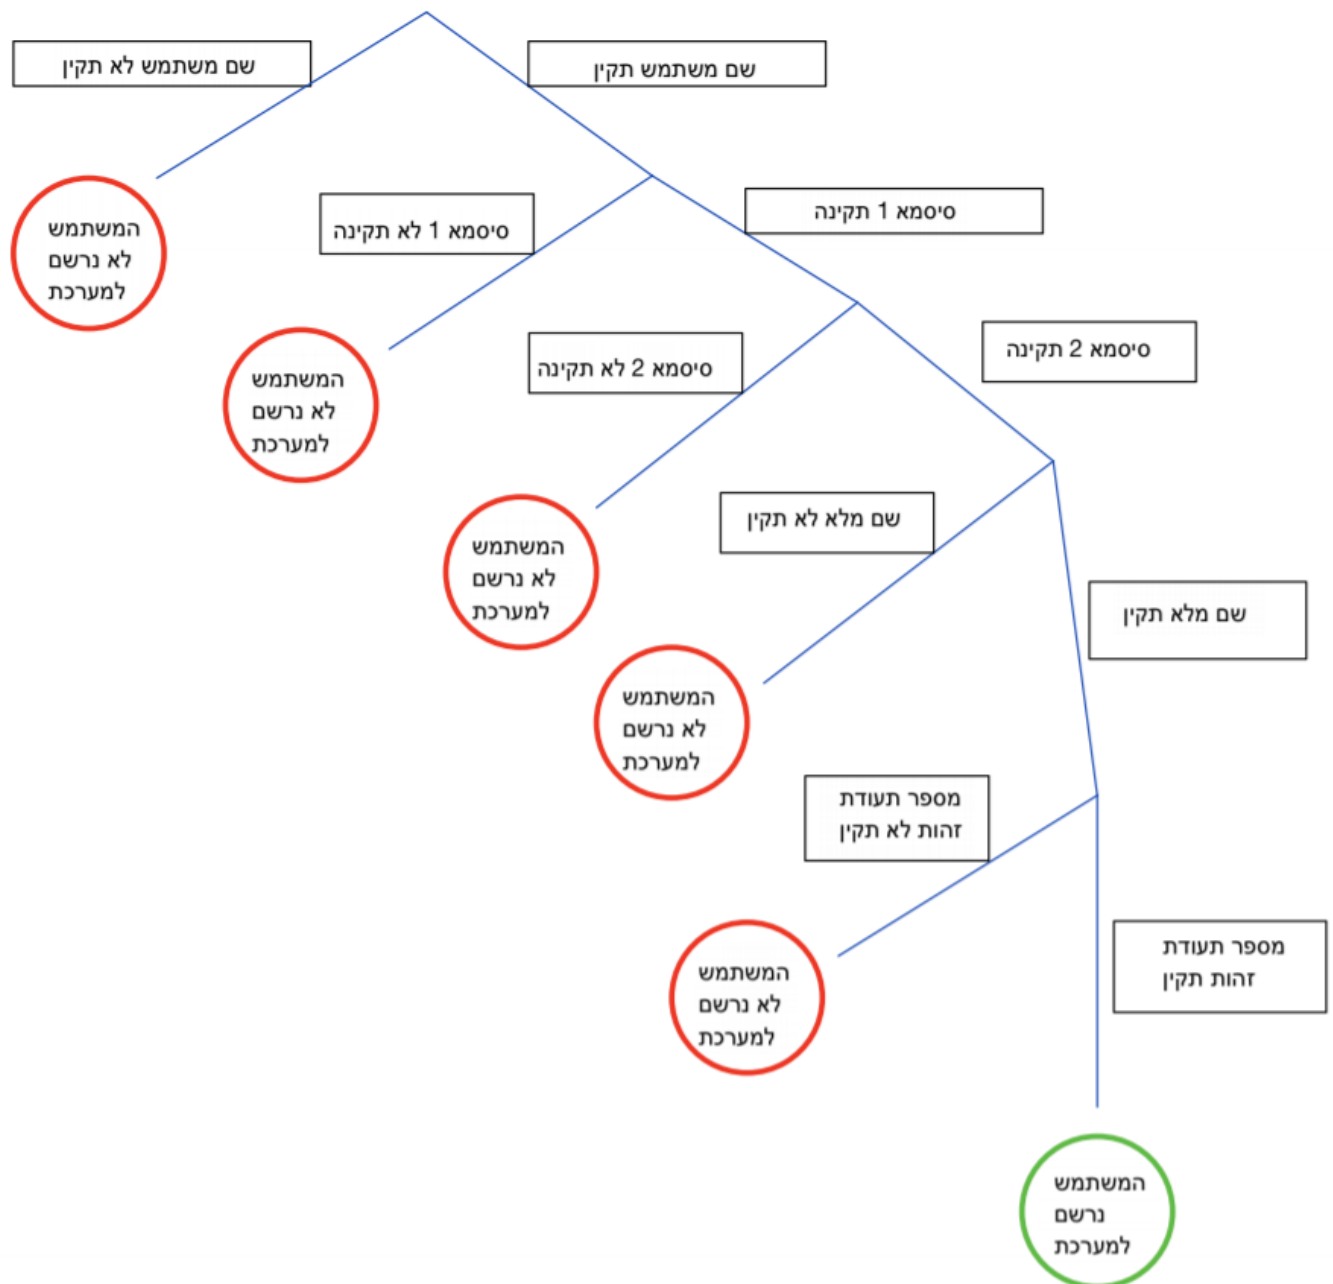 שם משתמש לא תקין
שם משתמש תקין
המשתמש
לא נרשם
למערכת
סיסמא 1 לא תקינה
סיסמא 1 תקינה
המשתמש
לא נרשם
למערכת
סיסמא 2 לא תקינה
סיסמא 2 תקינה
המשתמש
לא נרשם
למערכת
שם מלא לא תקין
שם מלא תקין
המשתמש
לא נרשם
למערכת
מספר תעודת
זהות לא תקין
מספר תעודת
זהות תקין
המשתמש
לא נרשם
למערכת
המשתמש
נרשם
למערכת